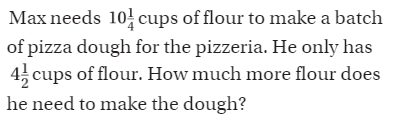 Max needs 10¼ cups of flour to make a batch
of pizza dough for the pizzeria. He only has
4½ cups of flour. How much more flour does
he need to make the dough?